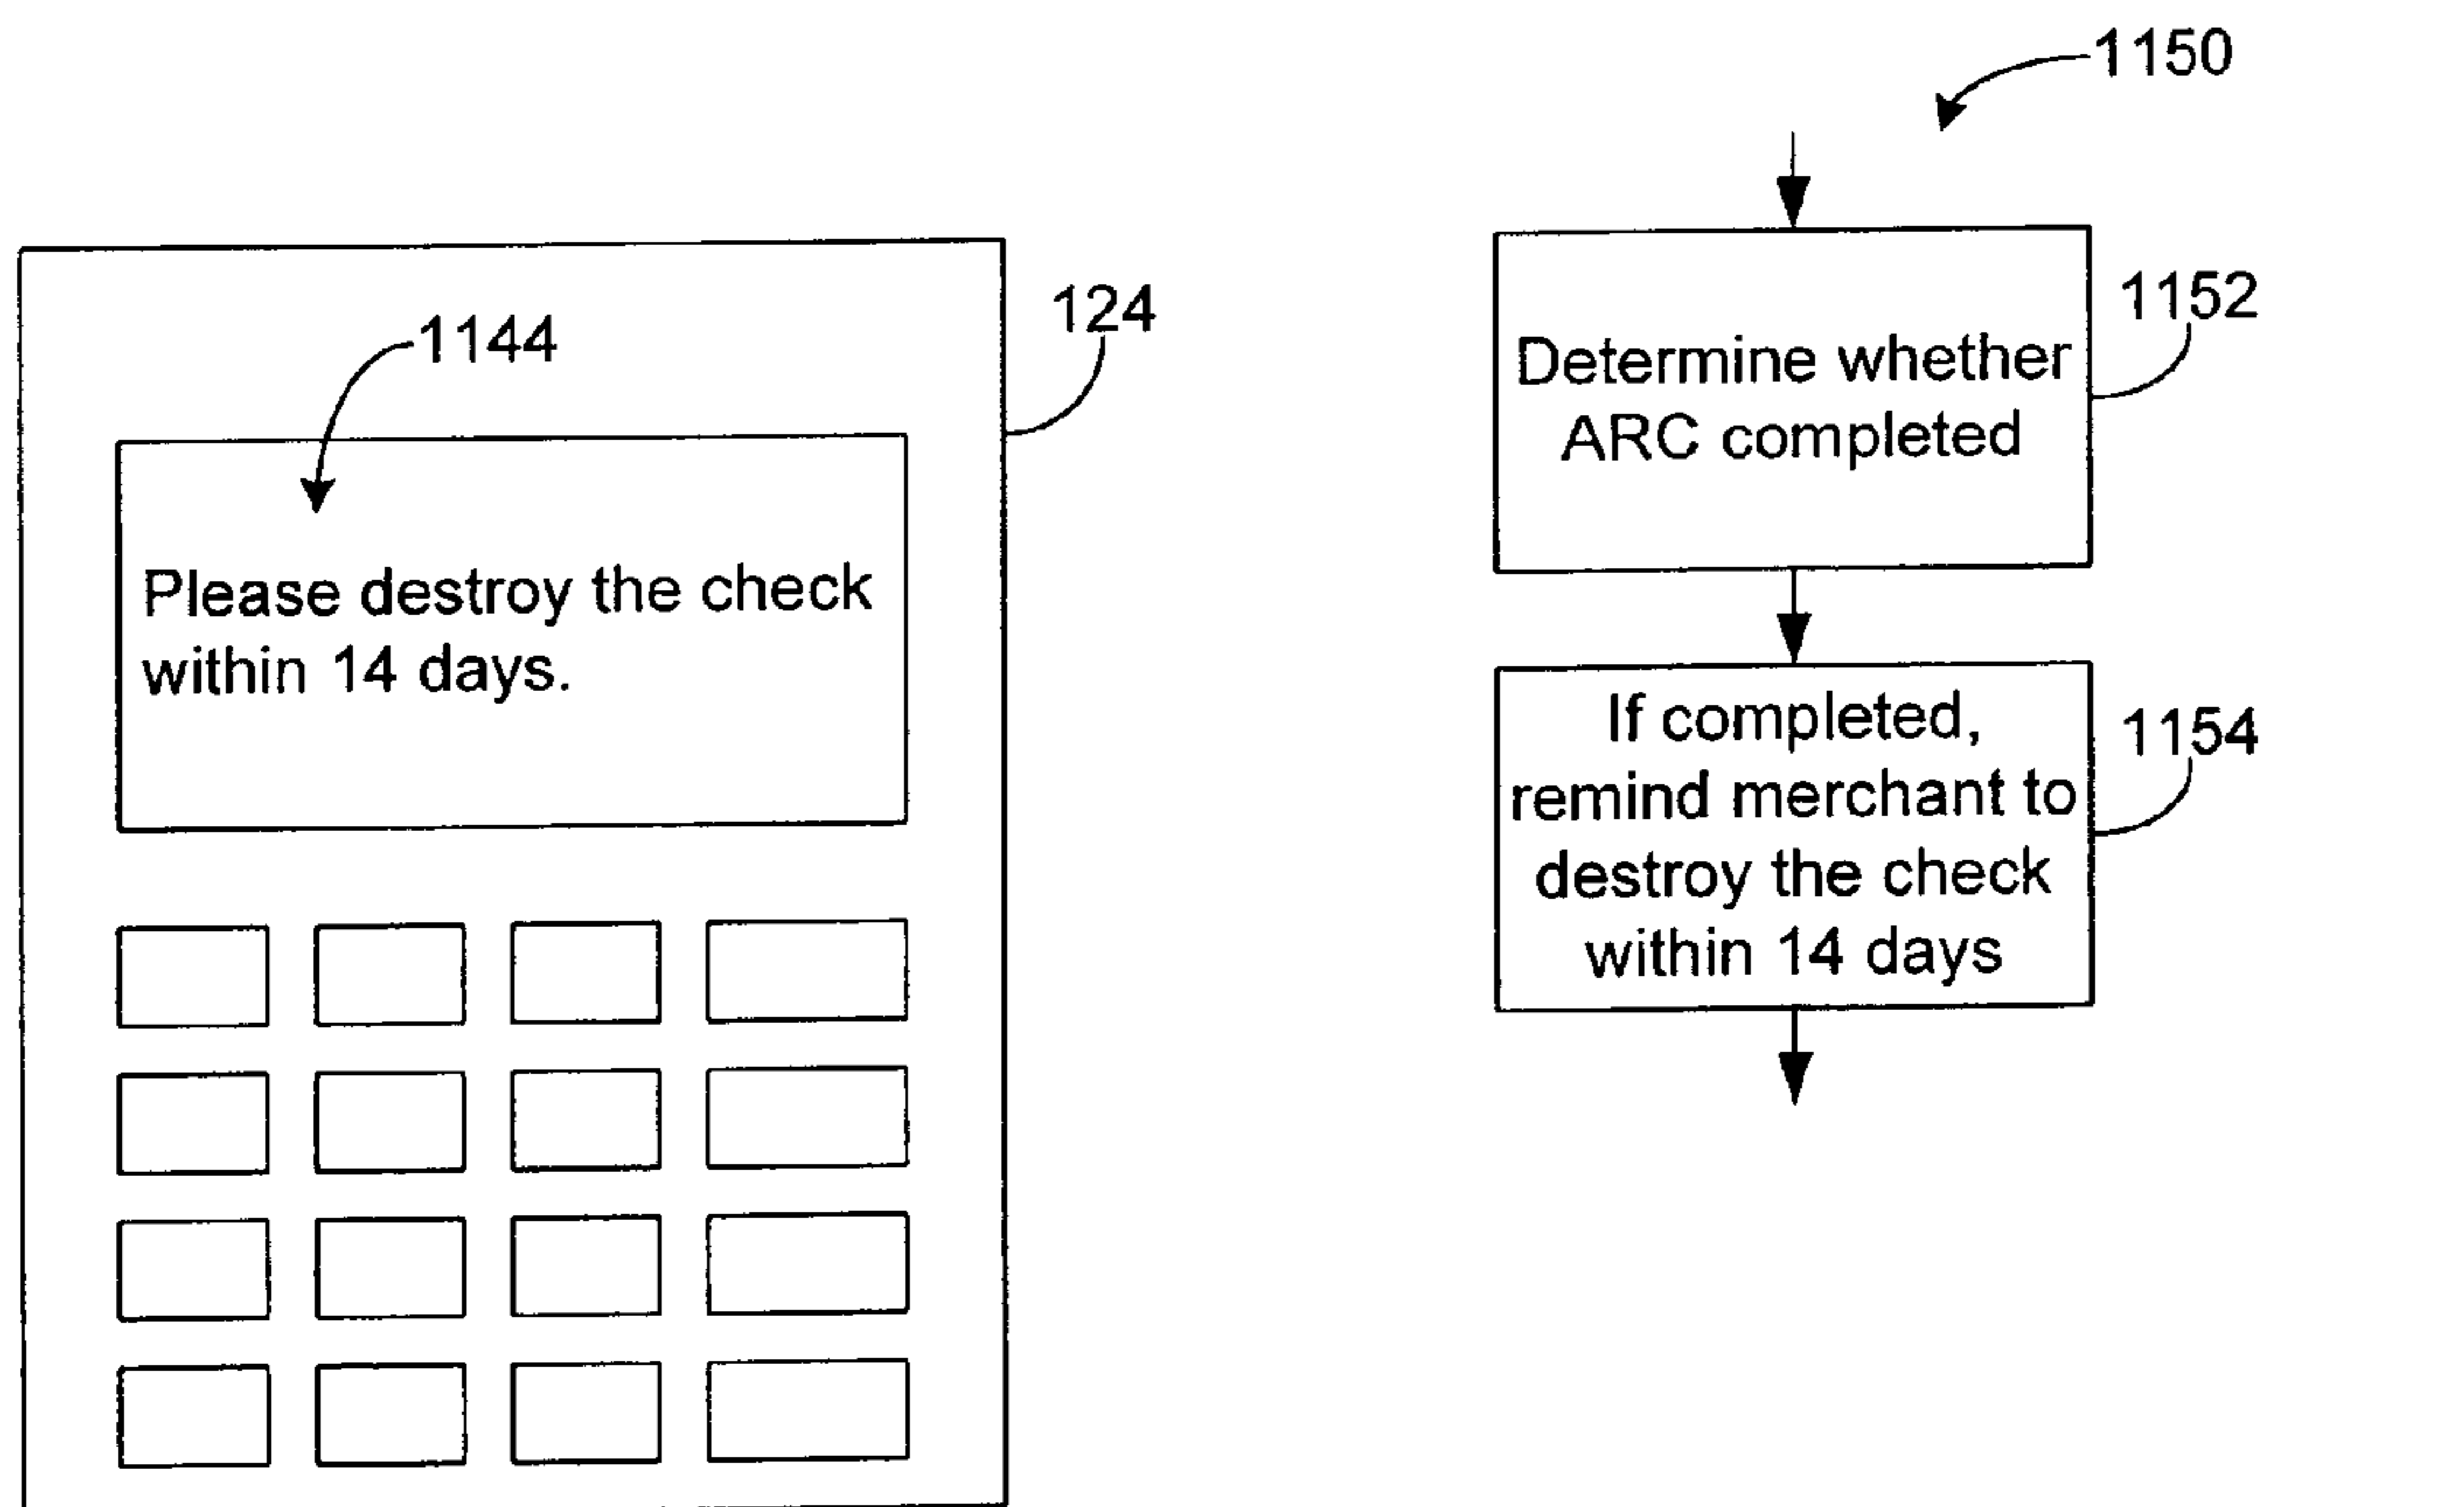 1144
124
Please destroy the check
within 14 days.
1150
Determine whether
ARC completed
1152
If completed,
remind merchant to
destroy the check
within 14 days
1154